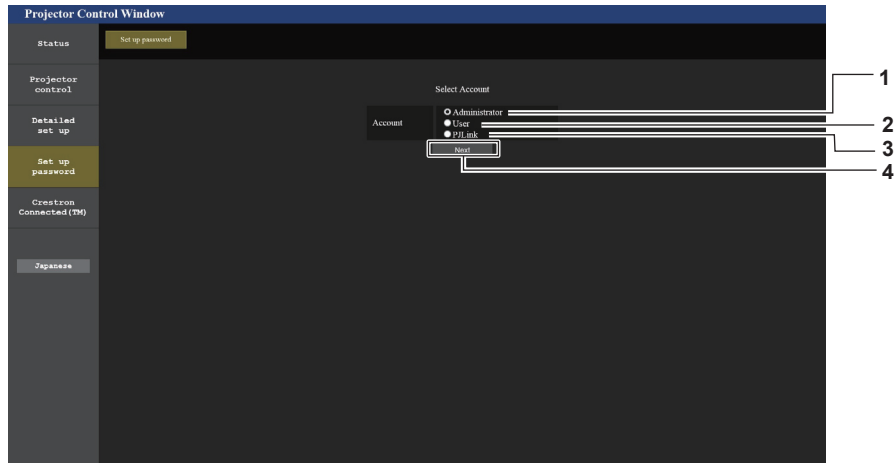 Projector Control Window
Status
Set up password
Projector
control
Detailed
set up
Set up
password
Crestron
Connected(TM)
Japanese
Select Account
Account
Administrator
User
PJLink
Next
1
2
3
4